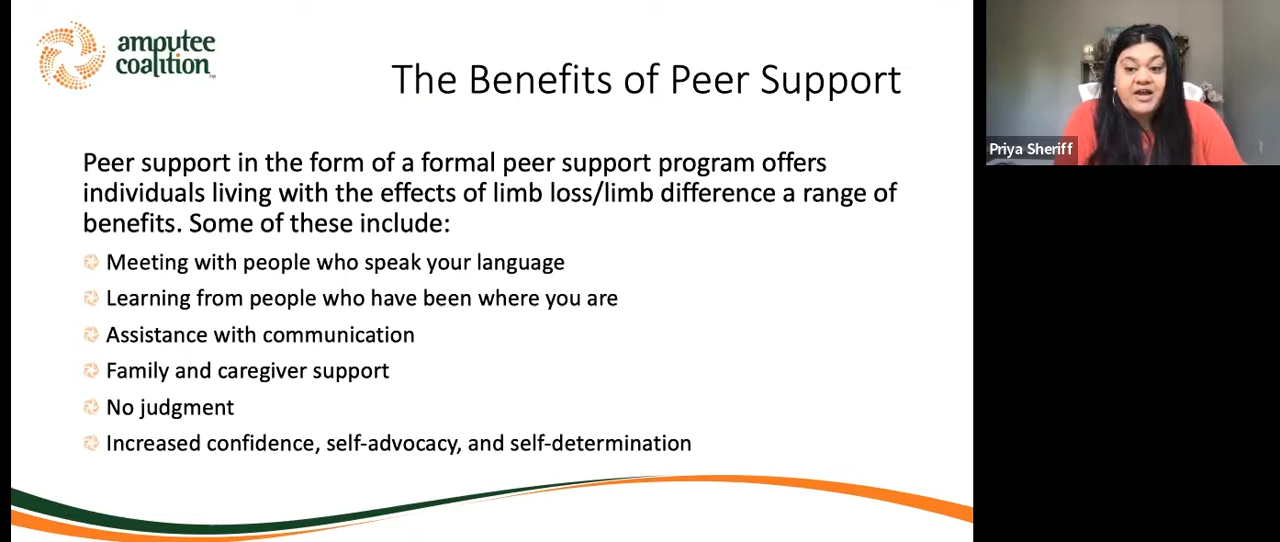 amputee
coalition
TM
The Benefits of Peer Support
Peer support in the form of a formal peer support program offers
individuals living with the effects of limb loss/limb difference a range of
benefits. Some of these include:
Meeting with people who speak your language
Learning from people who have been where you are
Assistance with communication
Family and caregiver support
No judgment
Increased confidence, self-advocacy, and self-determination
Priya Sheriff